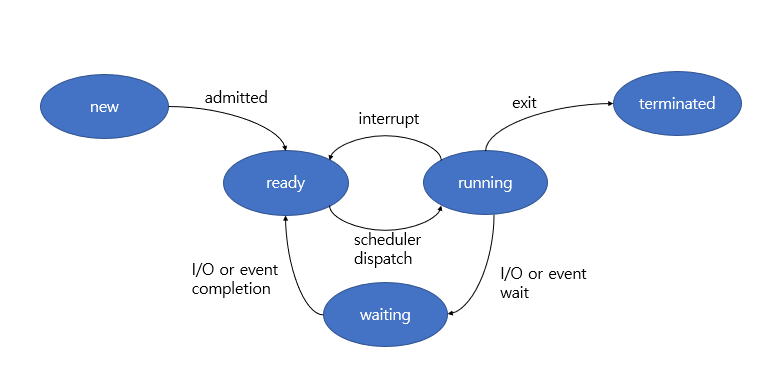 new
admitted
interrupt
exit
terminated
ready
running
scheduler
dispatch
I/O or event
completion
I/O or event
wait
waiting